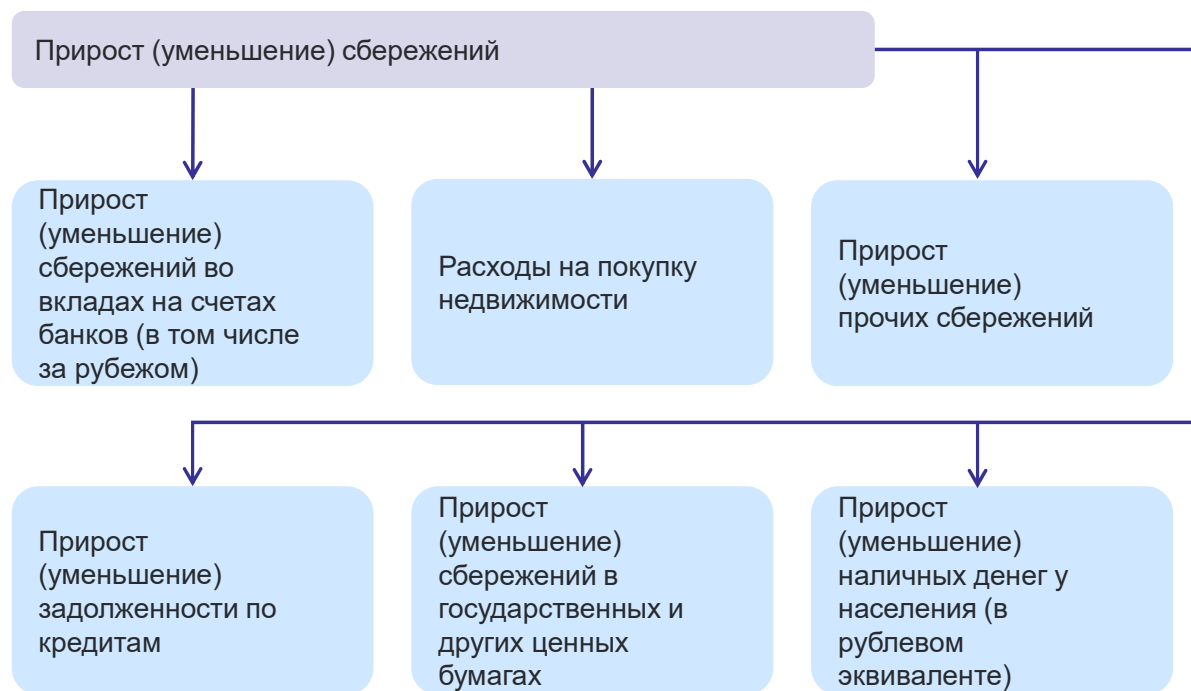 Прирост (уменьшение) сбережений
Прирост
(уменьшение)
сбережений во
вкладах на счетах
банков (в том числе
за рубежом)
Расходы на покупку
недвижимости
Прирост
(уменьшение)
прочих сбережений
Прирост
(уменьшение)
задолженности по
кредитам
Прирост
(уменьшение)
сбережений в
государственных и
других ценных
бумагах
Прирост
(уменьшение)
наличных денег у
населения (в
рублевом
эквиваленте)